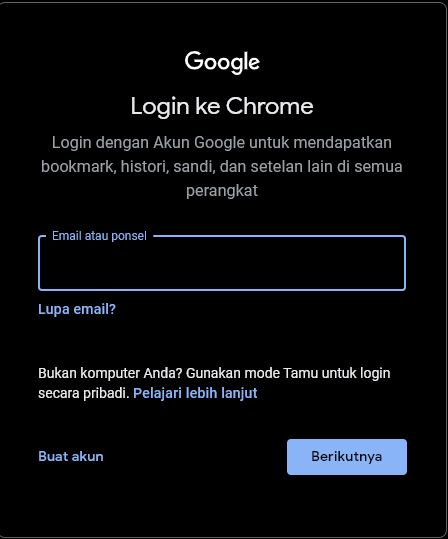 Google
Login ke Chrome
Login dengan Akun Google untuk mendapatkan
bookmark, histori, sandi, dan setelan lain di semua
perangkat
Email atau ponsel
Lupa email?
Bukan komputer Anda? Gunakan mode Tamu untuk login
secara pribadi. Pelajari lebih lanjut
Buat akun
Berikutnya